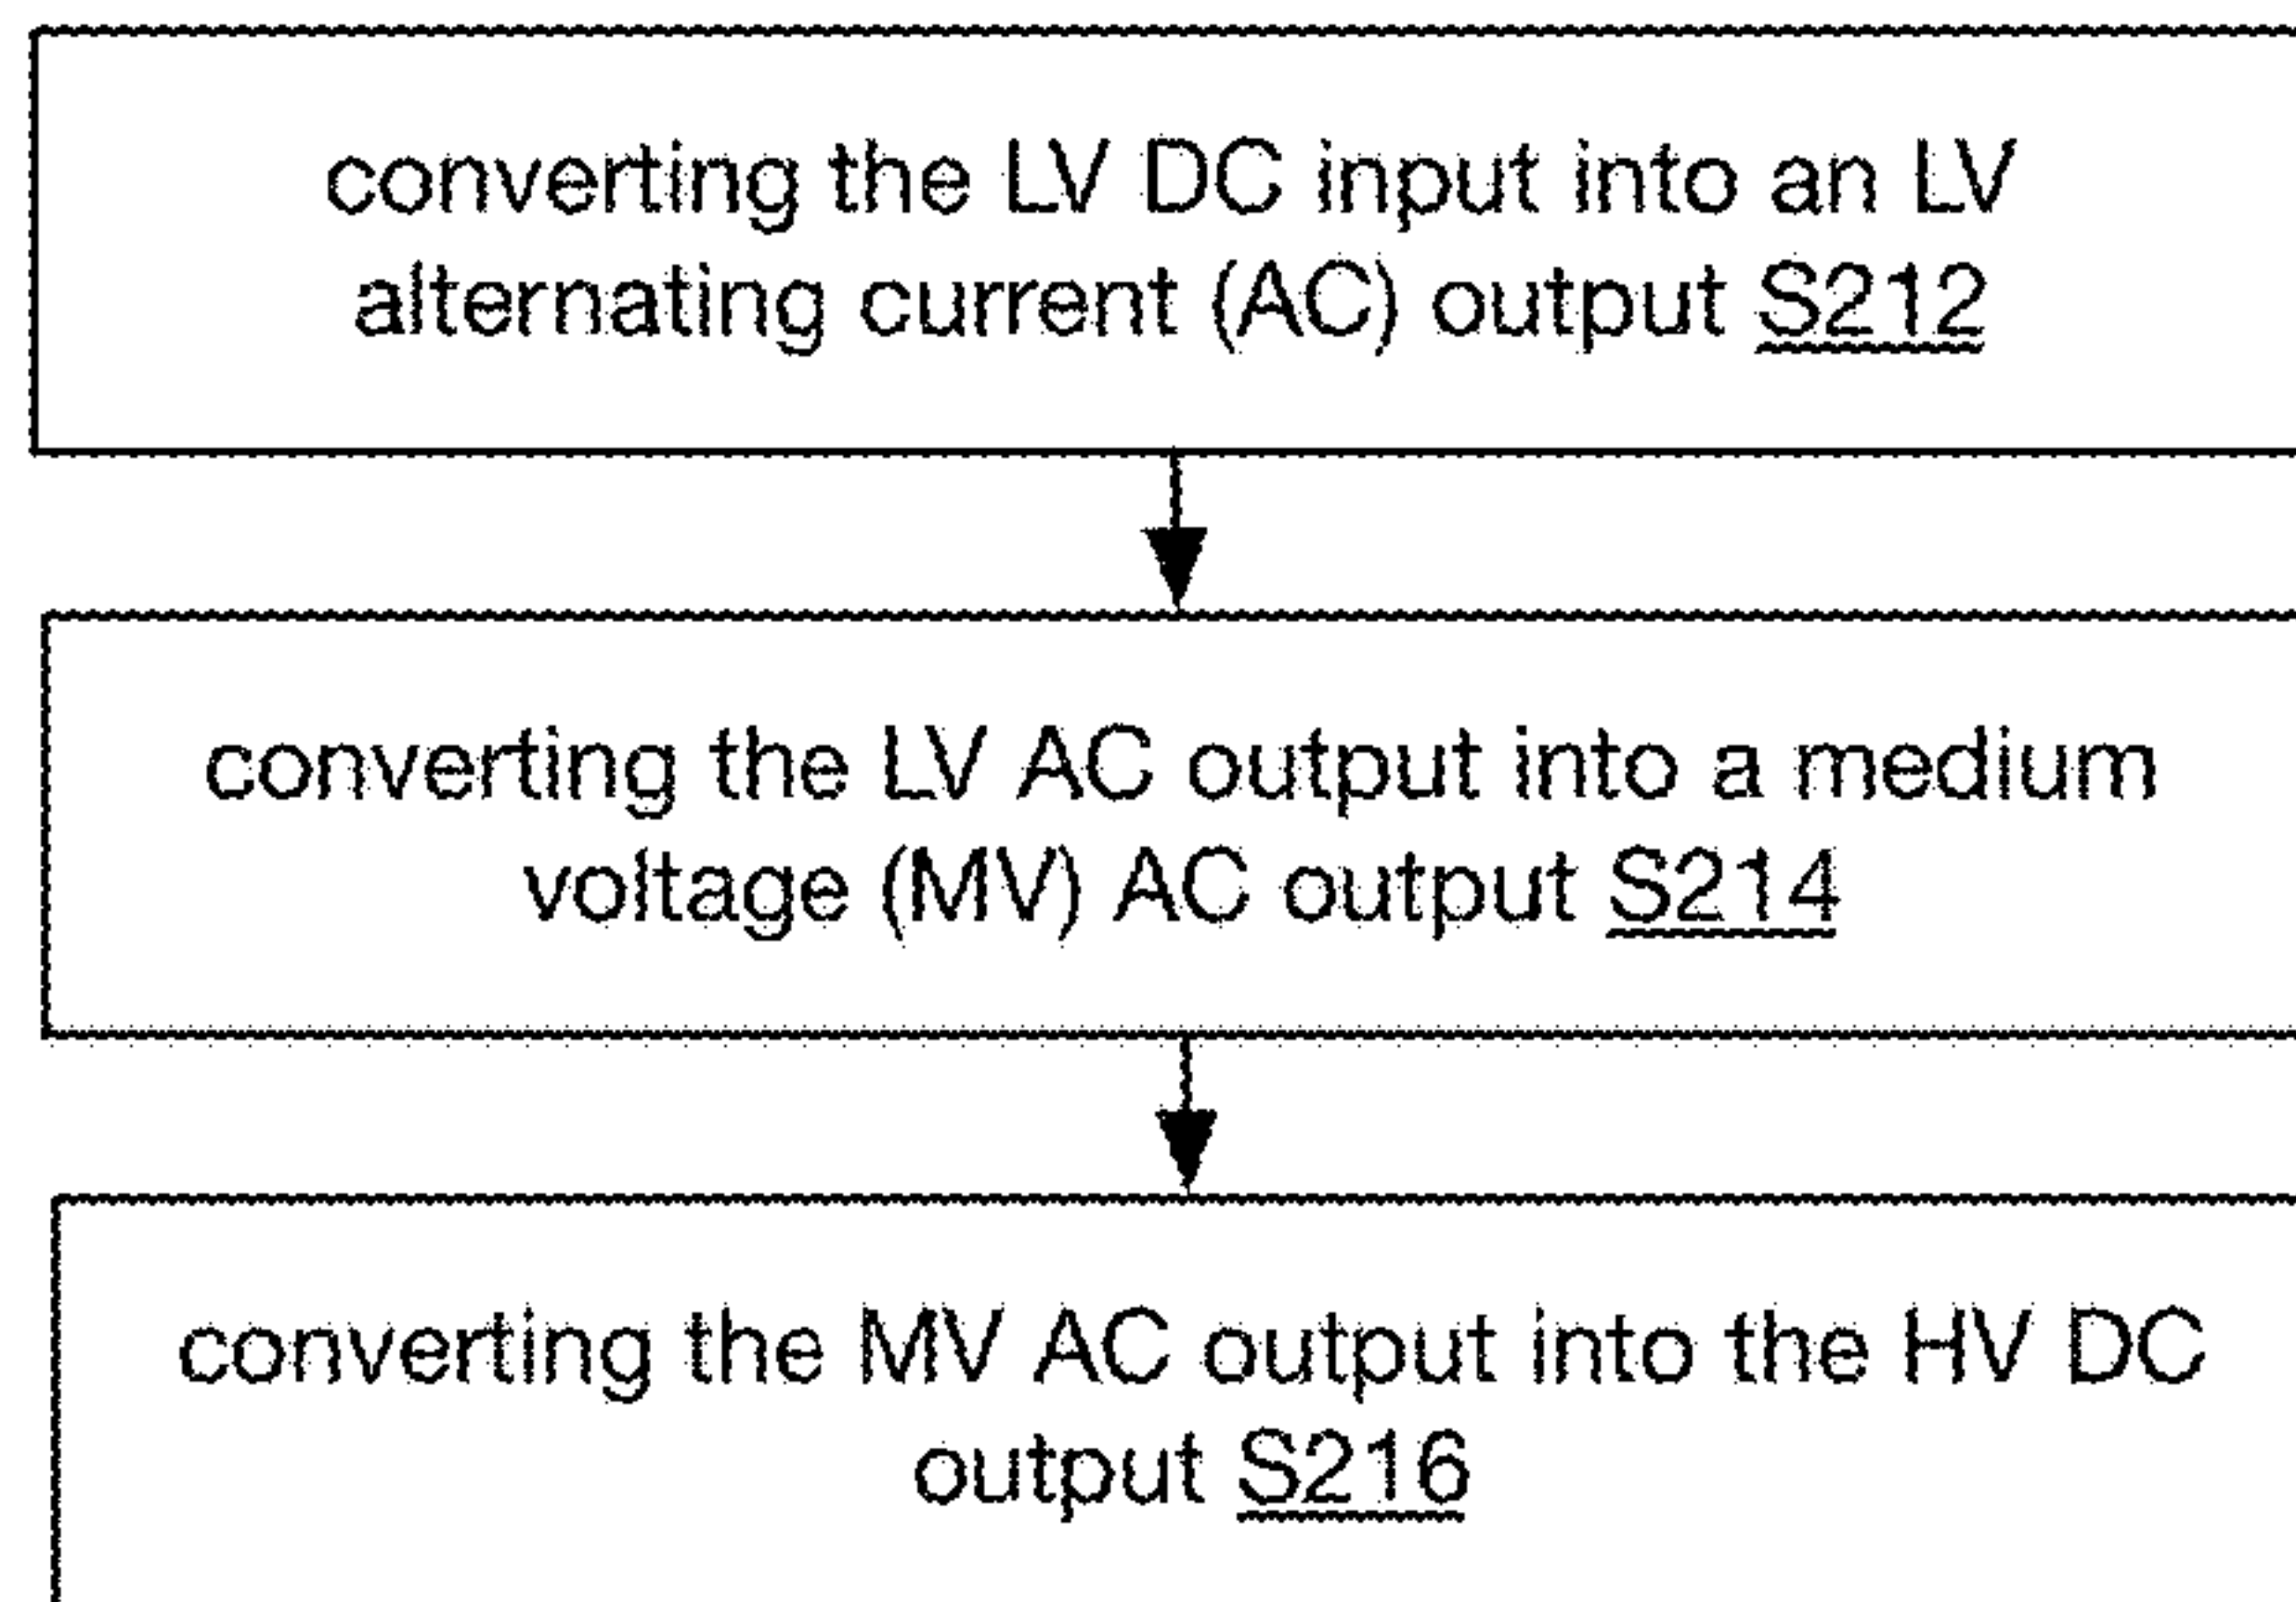 converting the LV DC input into an LV
alternating current (AC) output S212
converting the LV AC output into a medium
voltage (MV) AC output S214
converting the MV AC output into the HV DC
output S216